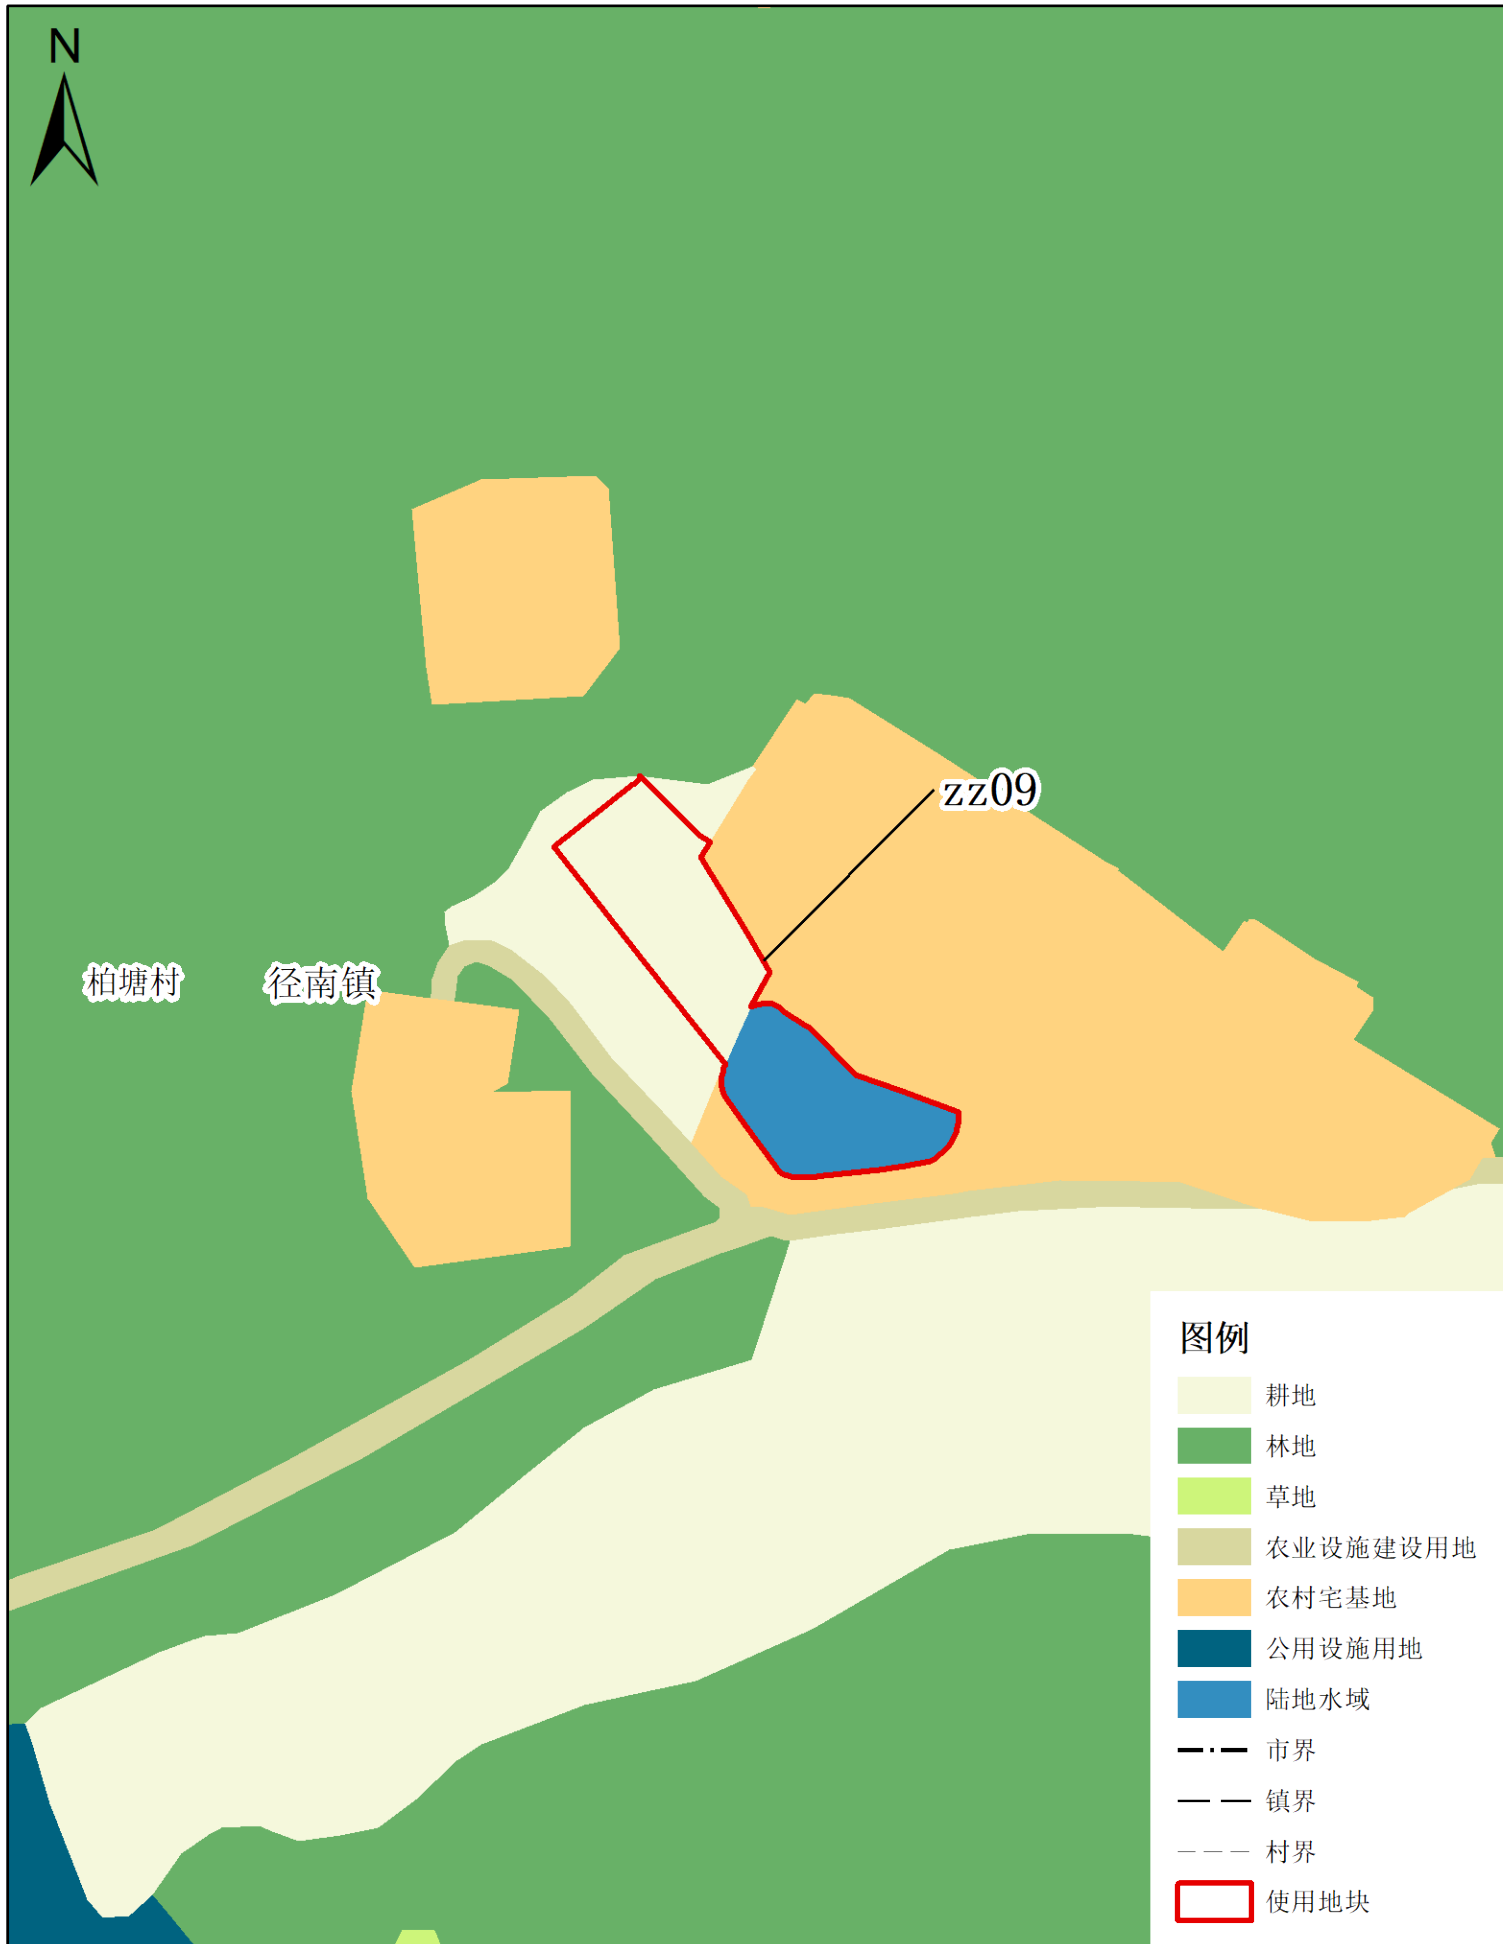 N
zz09
柏塘村
径南镇
图例
耕地
林地
草地
农业设施建设用地
农村宅基地
公用设施用地
陆地水域
市界
镇界
村界
使用地块